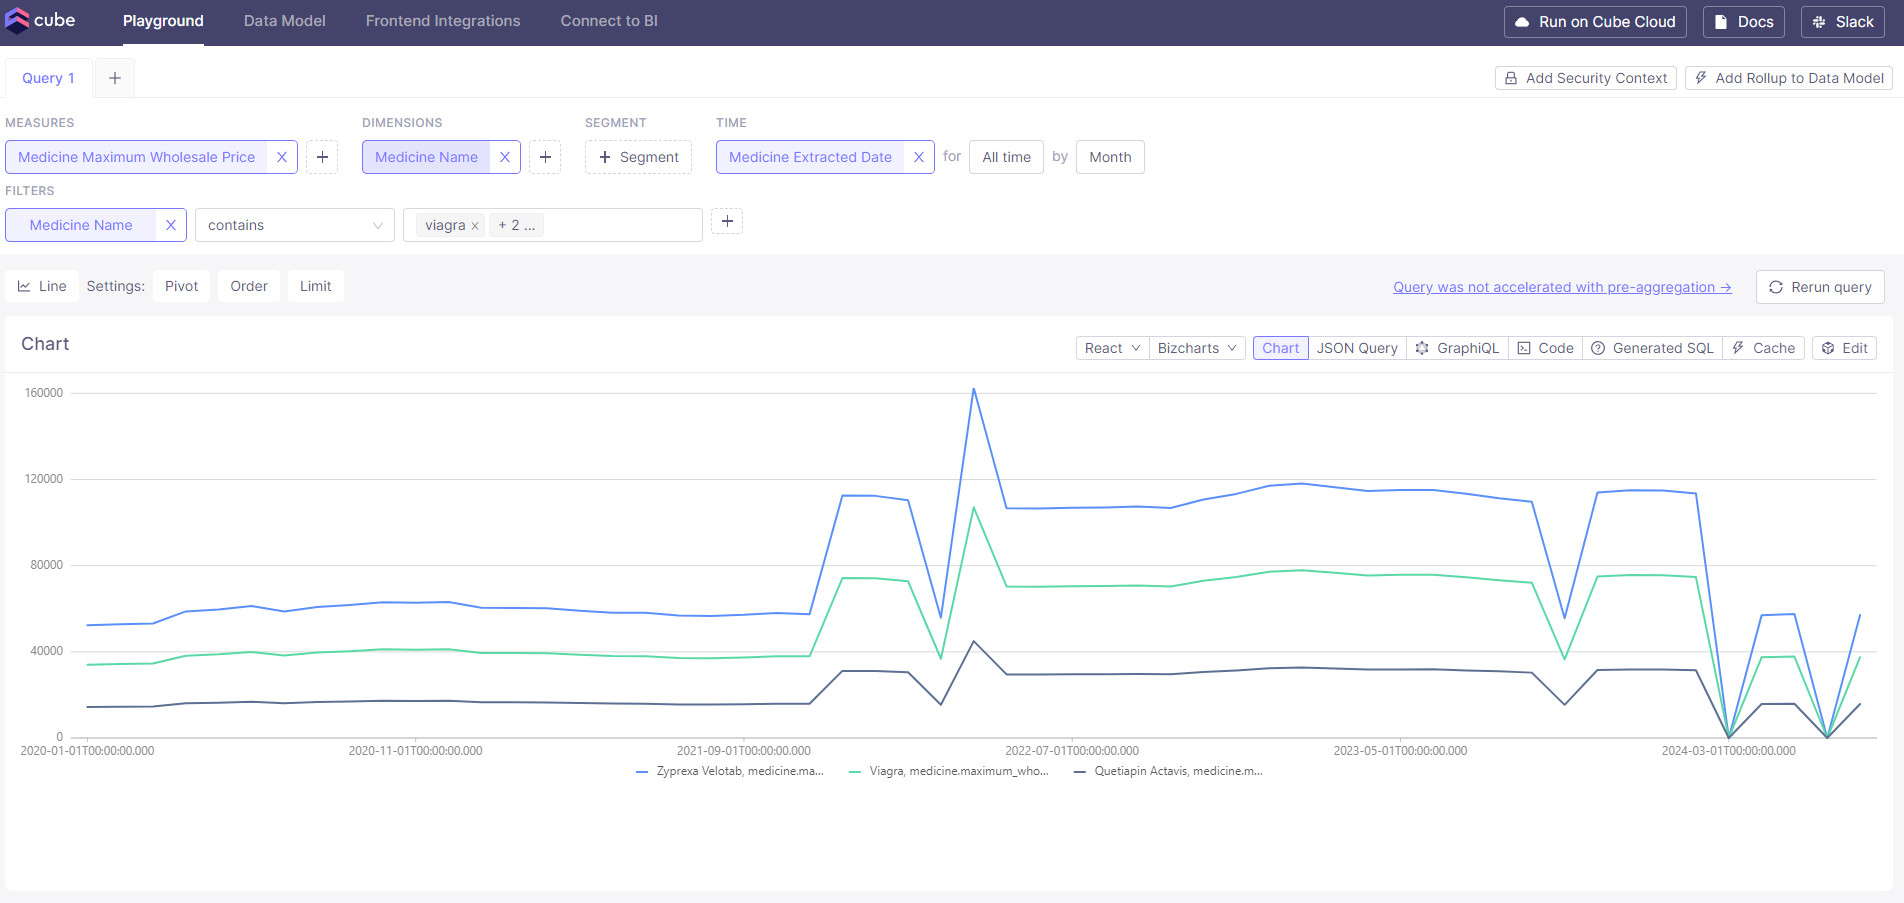 cube Playground Data Model Frontend Integrations Connect to BI Run on Cube Cloud Docs Slack
Query 1 + Add Security Context Add Rollup to Data Model
MEASURES DIMENSIONS SEGMENT TIME
Medicine Maximum Wholesale Price X + Medicine Name X + + Segment Medicine Extracted Date X for All time by Month
FILTERS
Medicine Name X contains viagra x + 2 ... +
Line Settings: Pivot Order Limit Query was not accelerated with pre-aggregation → Rerun query
Chart React Bizcharts Chart JSON Query GraphiQL Code Generated SQL Cache Edit
160000
120000
80000
40000
0
2020-01-01T00:00:00.000 2020-11-01T00:00:00.000 2021-09-01T00:00:00.000 2022-07-01T00:00:00.000 2023-05-01T00:00:00.000 2024-03-01T00:00:00.000
Zyprexa Velotab, medicine.ma... Viagra, medicine.maximum_who... Quetiapin Actavis, medicine.m...